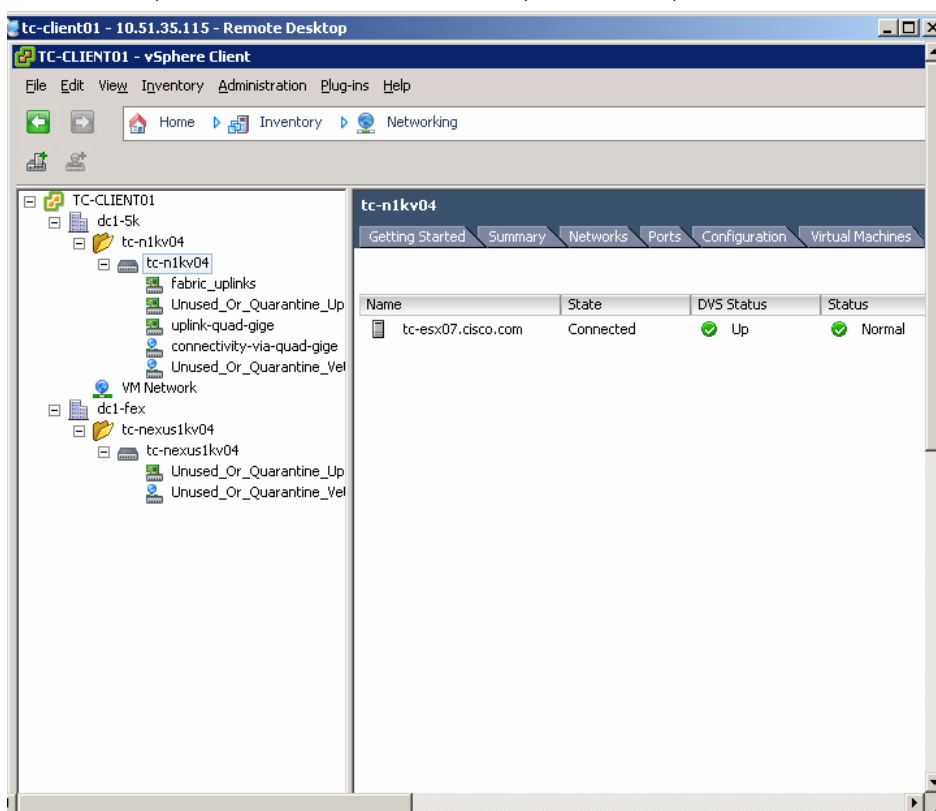 tc-client01 - 10.51.35.115 - Remote Desktop
TC-CLIENT01 - vSphere Client
File Edit View Inventory Administration Plug-ins Help
Home Inventory Networking
TC-CLIENT01
dc1-5k
tc-n1kv04
tc-n1kv04
fabric_uplinks
Unused_Or_Quarantine_Up
uplink-quad-gige
connectivity-via-quad-gige
Unused_Or_Quarantine_Vet
VM Network
dc1-fex
tc-nexus1kv04
tc-nexus1kv04
Unused_Or_Quarantine_Up
Unused_Or_Quarantine_Vet
tc-n1kv04
Getting Started Summary Networks Ports Configuration Virtual Machines
Name State DVS Status Status
tc-esx07.cisco.com Connected Up Normal